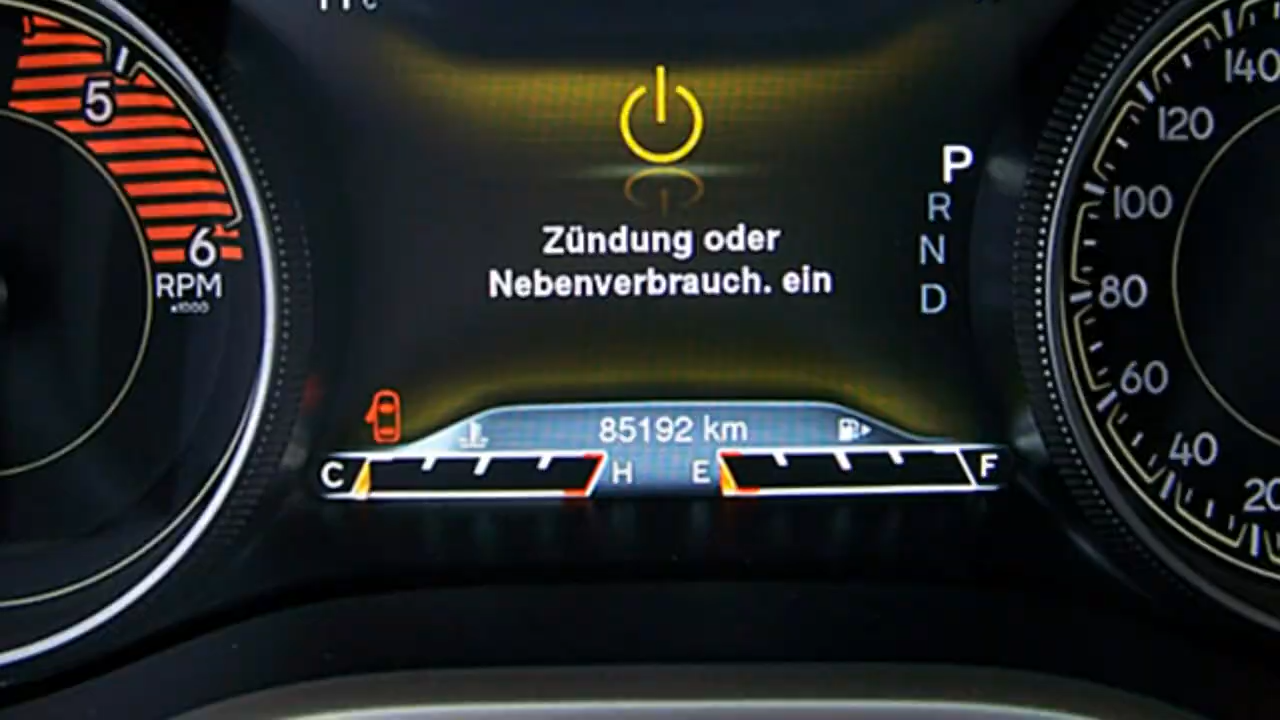 5
6
RPM
x1000
Zündung oder
Nebenverbrauch. ein
P
R
N
D
85192 km
C
H
E
F
140
120
100
80
60
40
20